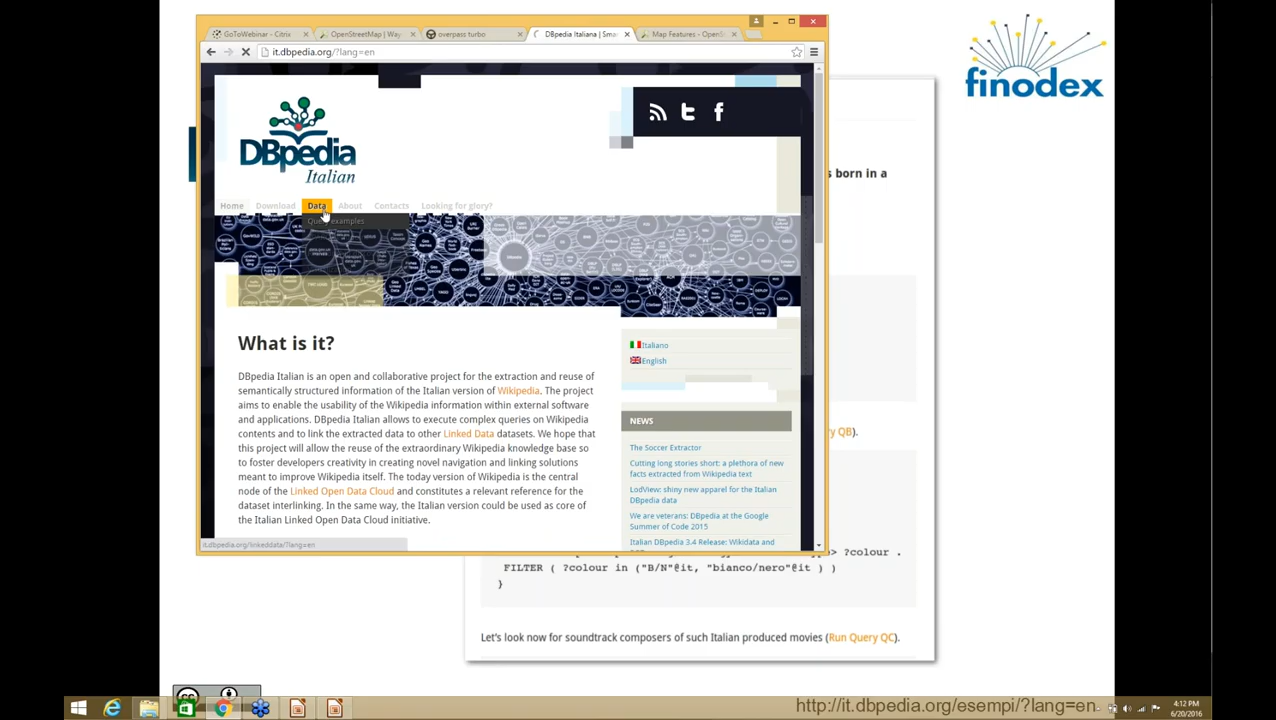 GoToWebinar - Citrix
OpenStreetMap | Way
overpass turbo
DBpedia Italiana | Sma
Map Features - OpenSt
it.dbpedia.org/?lang=en
finodex
DBpedia
Italian
s born in a
Home
Download
Data
About
Contacts
Looking for glory?
Query examples
What is it?
DBpedia Italian is an open and collaborative project for the extraction and reuse of
semantically structured information of the Italian version of Wikipedia. The project
aims to enable the usability of the Wikipedia information within external software
and applications. DBpedia Italian allows to execute complex queries on Wikipedia
contents and to link the extracted data to other Linked Data datasets. We hope that
this project will allow the reuse of the extraordinary Wikipedia knowledge base so
to foster developers creativity in creating novel navigation and linking solutions
meant to improve Wikipedia itself. The today version of Wikipedia is the central
node of the Linked Open Data Cloud and constitutes a relevant reference for the
dataset interlinking. In the same way, the Italian version could be used as core of
the Italian Linked Open Data Cloud initiative.
Italiano
English
NEWS
The Soccer Extractor
Cutting long stories short: a plethora of new
facts extracted from Wikipedia text
LodView: shiny new apparel for the Italian
DBpedia data
We are veterans: DBpedia at the Google
Summer of Code 2015
Italian DBpedia 3.4 Release: Wikidata and
it.dbpedia.org/linkeddata/?lang=en
ry QB).
> ?colour .
FILTER ( ?colour in ("B/N"@it, "bianco/nero"@it ) )
}
Let's look now for soundtrack composers of such Italian produced movies (Run Query QC).
cc
http://it.dbpedia.org/esempi/?lang=en
4:12 PM
6/20/2016